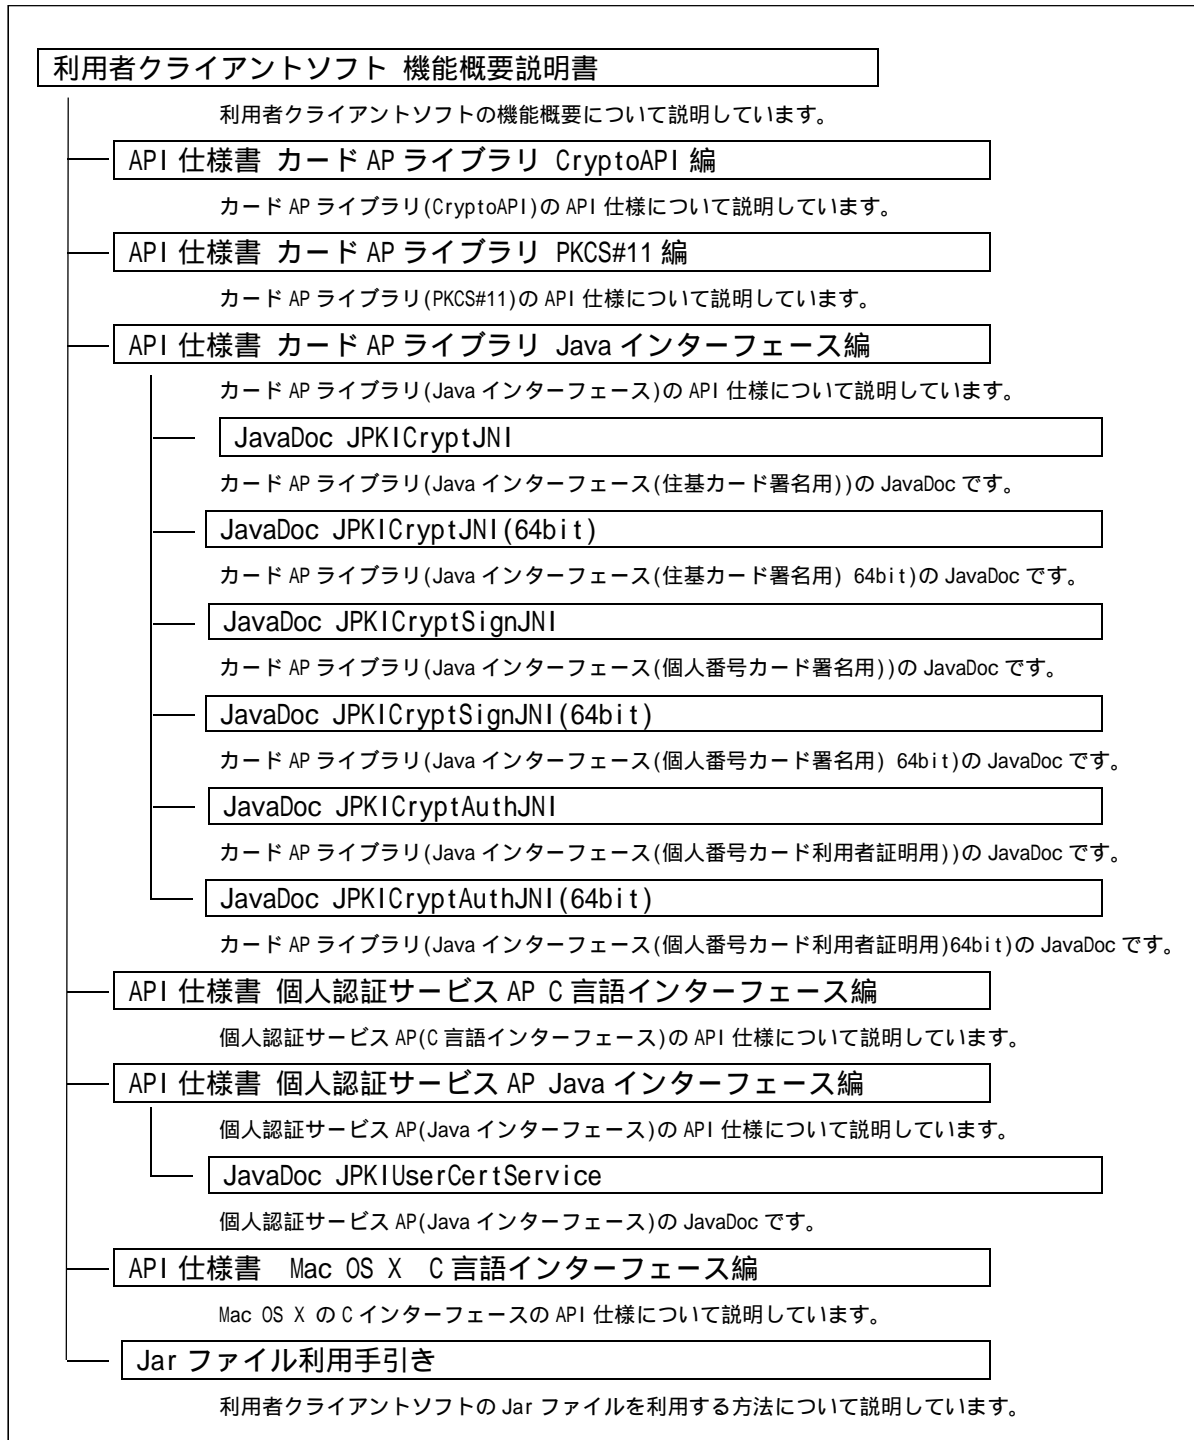 利用者クライアントソフト 機能概要説明書
利用者クライアントソフトの機能概要について説明しています。
API 仕様書 カード AP ライブラリ CryptoAPI 編
カード AP ライブラリ(CryptoAPI)の API 仕様について説明しています。
API 仕様書 カード AP ライブラリ PKCS#11 編
カード AP ライブラリ(PKCS#11)の API 仕様について説明しています。
API 仕様書 カード AP ライブラリ Java インターフェース編
カード AP ライブラリ(Java インターフェース)の API 仕様について説明しています。
JavaDoc JPKICryptJNI
カード AP ライブラリ(Java インターフェース(住基カード署名用))の JavaDoc です。
JavaDoc JPKICryptJNI(64bit)
カード AP ライブラリ(Java インターフェース(住基カード署名用) 64bit)の JavaDoc です。
JavaDoc JPKICryptSignJNI
カード AP ライブラリ(Java インターフェース(個人番号カード署名用))の JavaDoc です。
JavaDoc JPKICryptSignJNI(64bit)
カード AP ライブラリ(Java インターフェース(個人番号カード署名用) 64bit)の JavaDoc です。
JavaDoc JPKICryptAuthJNI
カード AP ライブラリ(Java インターフェース(個人番号カード利用者証明用))の JavaDoc です。
JavaDoc JPKICryptAuthJNI(64bit)
カード AP ライブラリ(Java インターフェース(個人番号カード利用者証明用)64bit)の JavaDoc です。
API 仕様書 個人認証サービス AP C 言語インターフェース編
個人認証サービス AP(C 言語インターフェース)の API 仕様について説明しています。
API 仕様書 個人認証サービス AP Java インターフェース編
個人認証サービス AP(Java インターフェース)の API 仕様について説明しています。
JavaDoc JPKIUserCertService
個人認証サービス AP(Java インターフェース)の JavaDoc です。
API 仕様書 Mac OS X C 言語インターフェース編
Mac OS X の C インターフェースの API 仕様について説明しています。
Jar ファイル利用手引き
利用者クライアントソフトの Jar ファイルを利用する方法について説明しています。